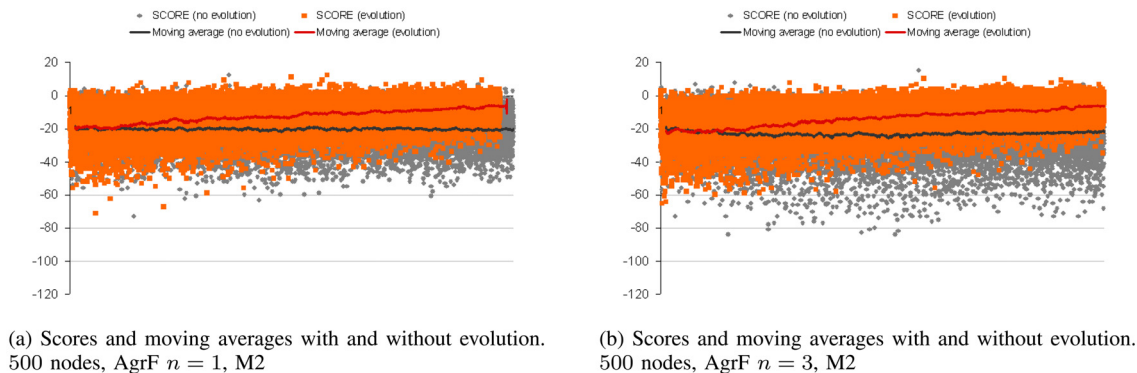 SCORE (no evolution) SCORE (evolution)
Moving average (no evolution) Moving average (evolution)
20
0
-20
-40
-60
-80
-100
-120
(a) Scores and moving averages with and without evolution.
500 nodes, AgrF n = 1, M2
SCORE (no evolution) SCORE (evolution)
Moving average (no evolution) Moving average (evolution)
20
0
-20
-40
-60
-80
-100
-120
(b) Scores and moving averages with and without evolution.
500 nodes, AgrF n = 3, M2